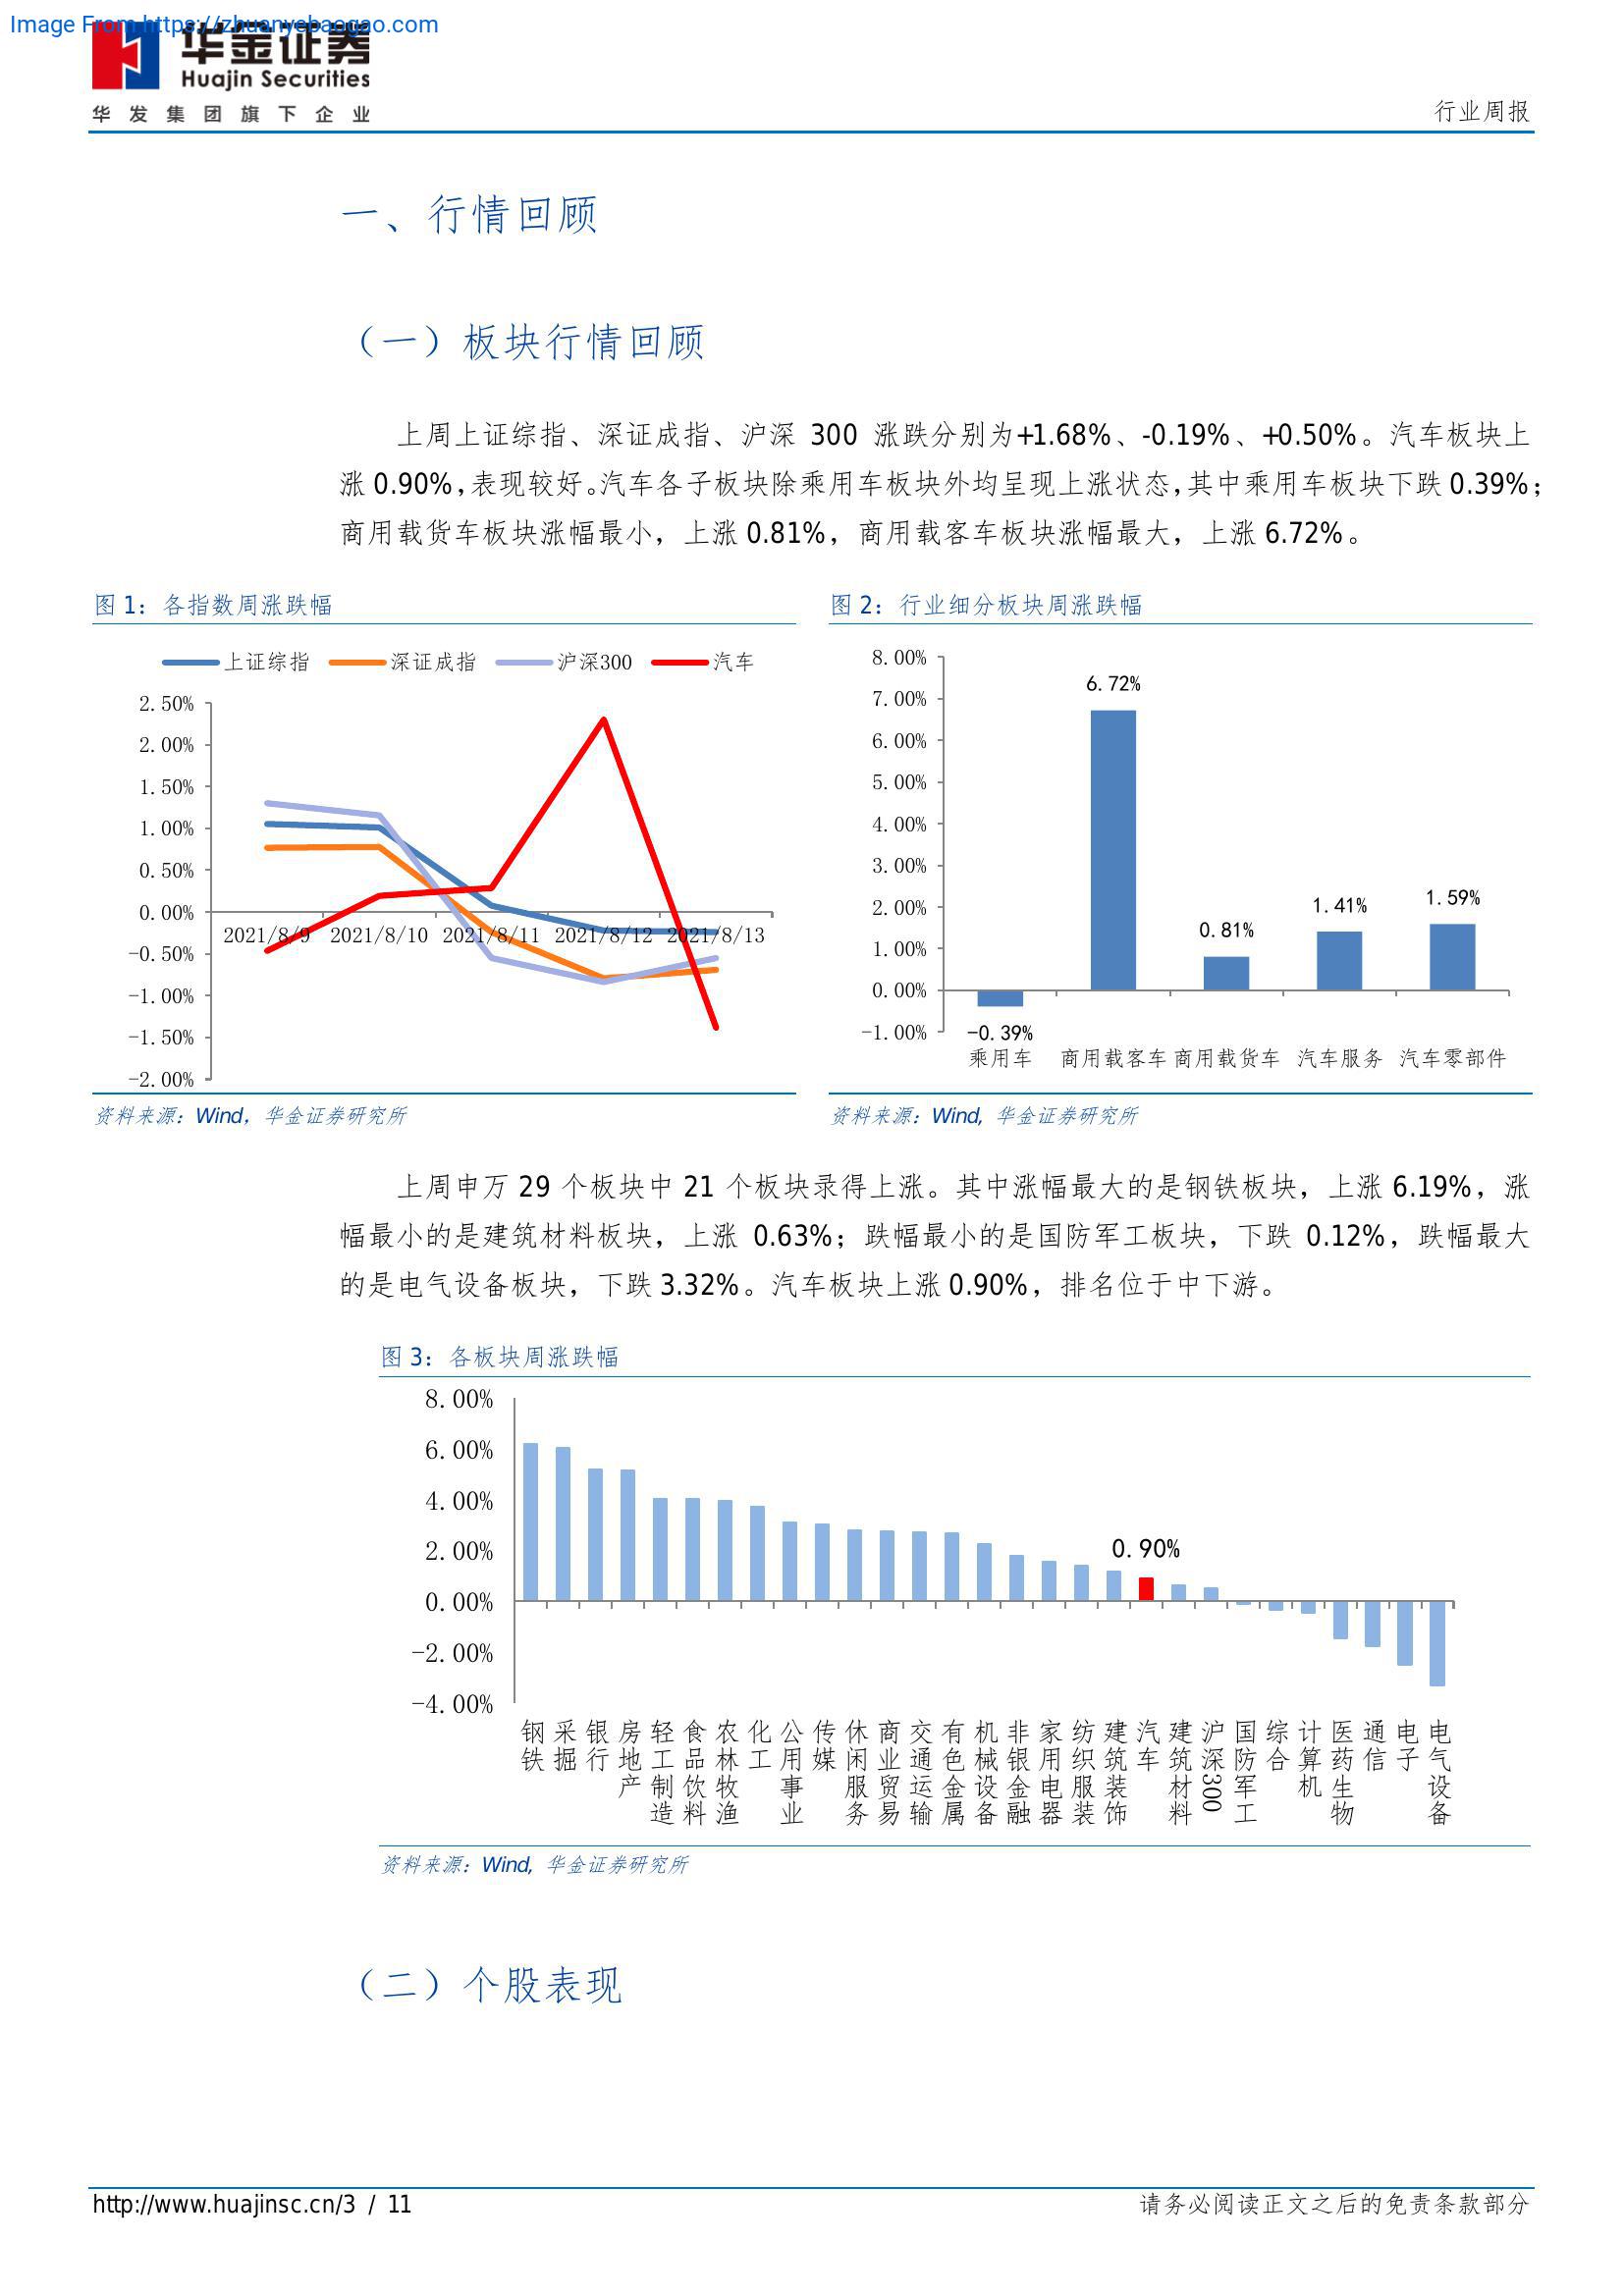 Image From https://zhuanyebaogao.com
华金证券
Huajin Securities
华发集团旗下企业
行业周报
一、行情回顾
（一）板块行情回顾
上周上证综指、深证成指、沪深 300 涨跌分别为+1.68%、-0.19%、+0.50%。汽车板块上
涨 0.90%，表现较好。汽车各子板块除乘用车板块外均呈现上涨状态，其中乘用车板块下跌 0.39%；
商用载货车板块涨幅最小，上涨 0.81%，商用载客车板块涨幅最大，上涨 6.72%。
图 1：各指数周涨跌幅
上证综指 深证成指 沪深300 汽车
2.50%
2.00%
1.50%
1.00%
0.50%
0.00%
-0.50%
-1.00%
-1.50%
-2.00%
2021/8/9 2021/8/10 2021/8/11 2021/8/12 2021/8/13
资料来源：Wind，华金证券研究所
图 2：行业细分板块周涨跌幅
8.00%
7.00%
6.00%
5.00%
4.00%
3.00%
2.00%
1.00%
0.00%
-1.00%
-0.39%
6.72%
0.81%
1.41%
1.59%
乘用车 商用载客车 商用载货车 汽车服务 汽车零部件
资料来源：Wind, 华金证券研究所
上周申万 29 个板块中 21 个板块录得上涨。其中涨幅最大的是钢铁板块，上涨 6.19%，涨
幅最小的是建筑材料板块，上涨 0.63%；跌幅最小的是国防军工板块，下跌 0.12%，跌幅最大
的是电气设备板块，下跌 3.32%。汽车板块上涨 0.90%，排名位于中下游。
图 3：各板块周涨跌幅
8.00%
6.00%
4.00%
2.00%
0.00%
-2.00%
-4.00%
0.90%
钢铁 采掘 银行 房地产 轻工制造 食品饮料 农林牧渔 化工 公用事业 传媒 休闲服务 商业贸易 交通运输 有色金属 机械设备 非银金融 家用电器 纺织服装 建筑装饰 汽车 建筑材料 沪深300 国防军工 综合 计算机 医药生物 通信 电子 电气设备
资料来源：Wind, 华金证券研究所
（二）个股表现
http://www.huajinsc.cn/3 / 11
请务必阅读正文之后的免责条款部分